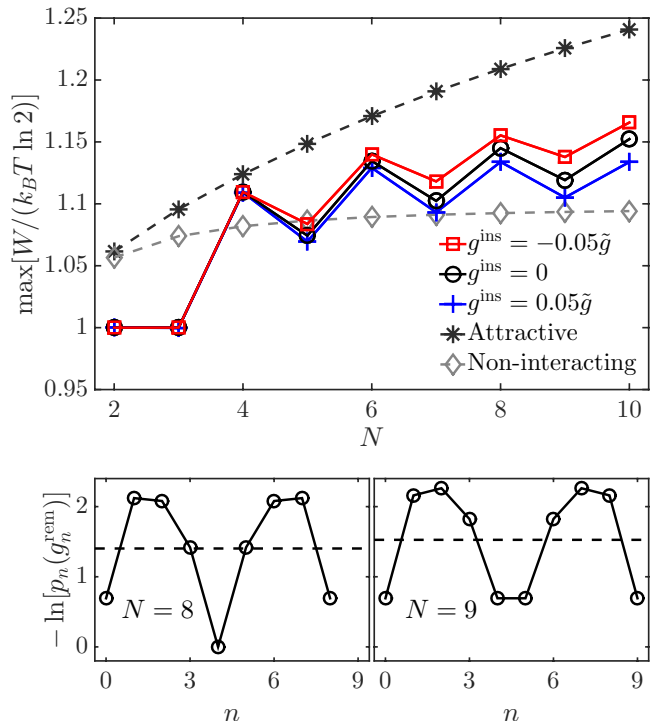 max[W/(k_BT ln 2)]
1.25
1.2
1.15
1.1
1.05
1
0.95
g^ins = −0.05g̃
g^ins = 0
g^ins = 0.05g̃
Attractive
Non-interacting
2 4 6 8 10
N
− ln[p_n(g_n^rem)]
2
1
0
N = 8
N = 9
0 3 6 9
0 3 6 9
n
n